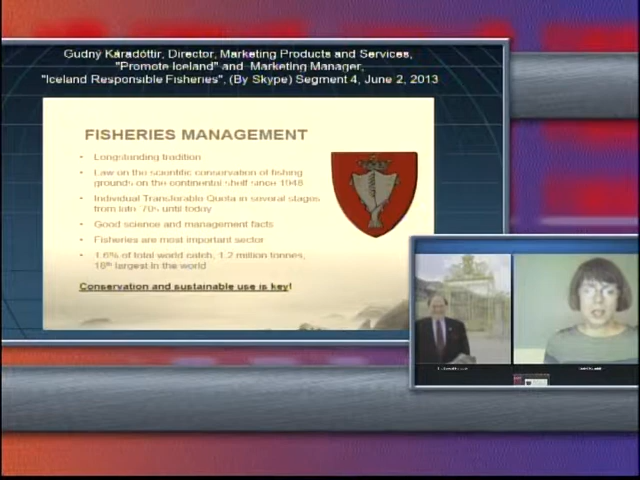 Gudný Káradóttir, Director, Marketing Products and Services,
"Promote Iceland" and Marketing Manager,
"Iceland Responsible Fisheries", (By Skype) Segment 4, June 2, 2013
FISHERIES MANAGEMENT
• Longstanding tradition
• Law on the scientific conservation of fishing
grounds on the continental shelf since 1948
• Individual Transferable Quota in several stages
from late ´70s until today
• Good science and management facts
• Fisheries are most important sector
• 1.6% of total world catch, 1.2 million tonnes,
18th largest in the world
Conservation and sustainable use is key!